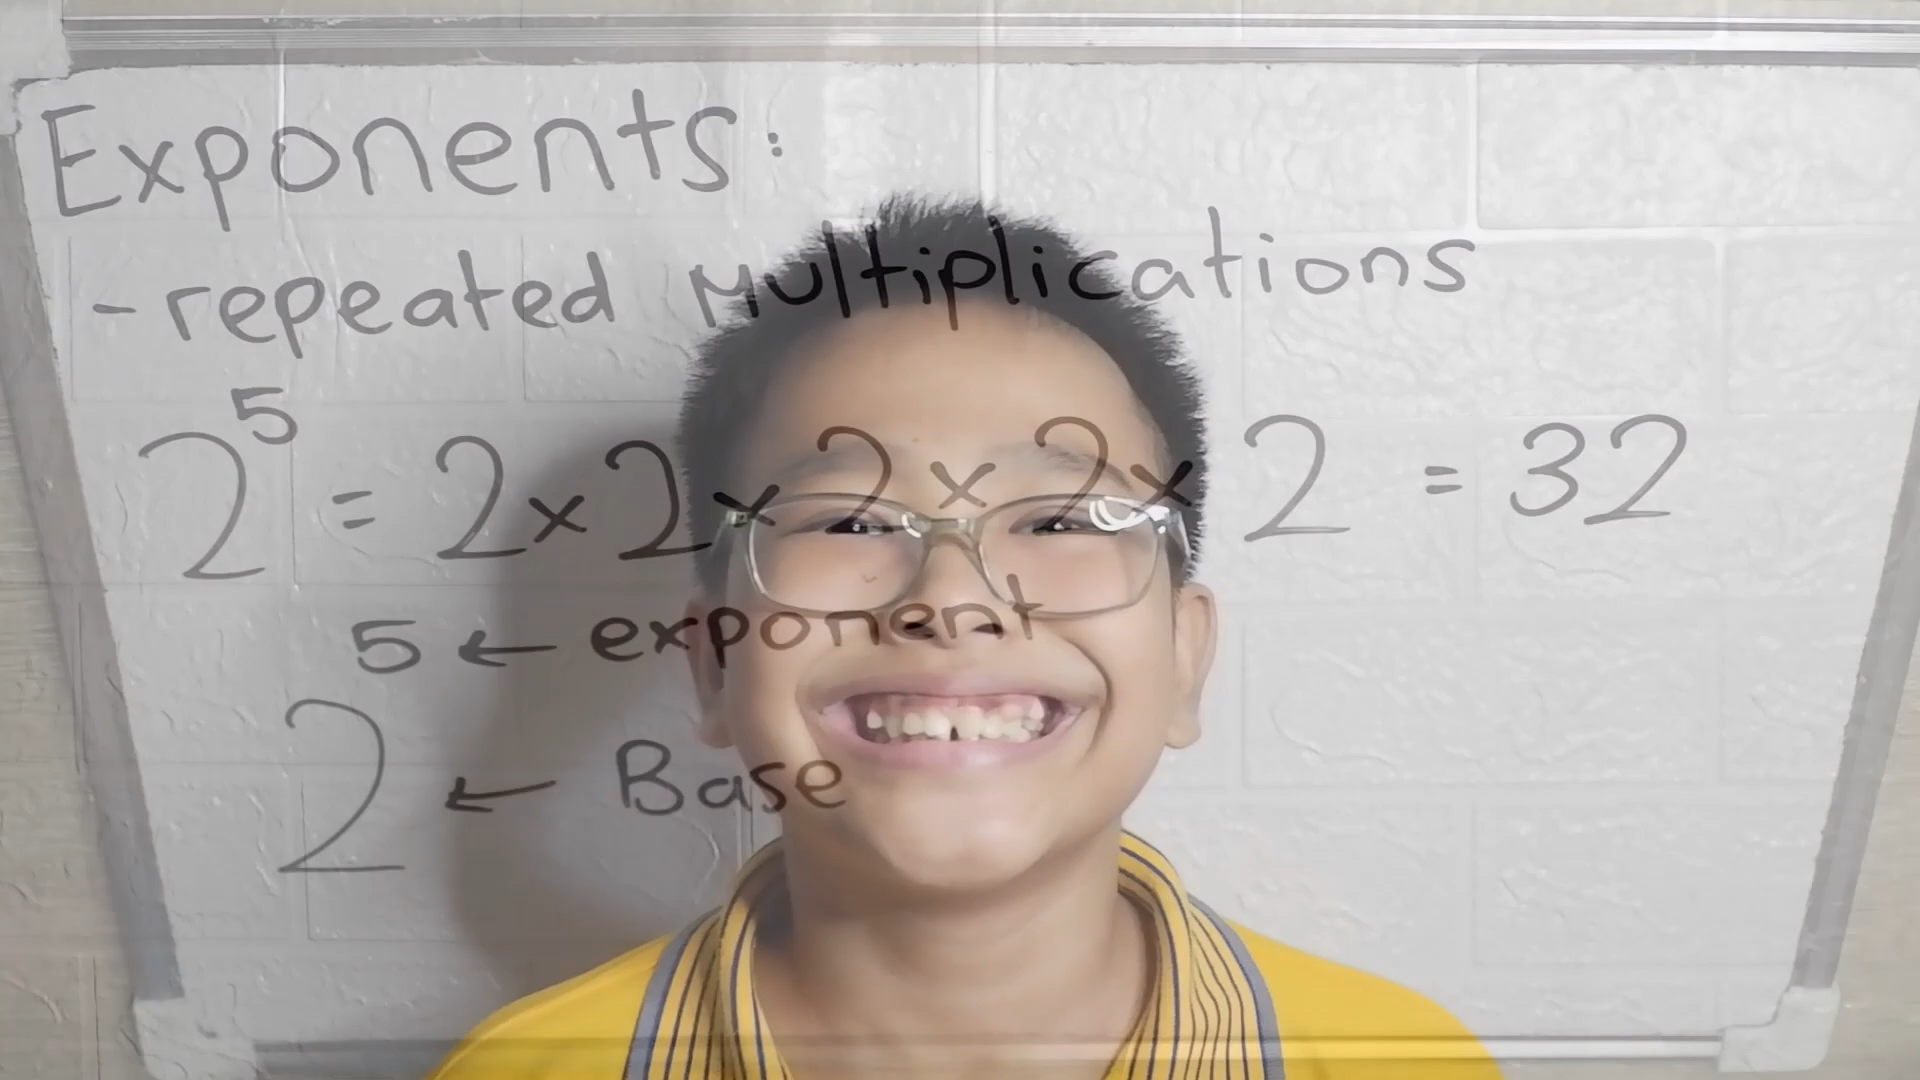 Exponents:
- repeated Multiplications
2⁵ = 2 x 2 x 2 x 2 x 2 = 32
5 ← exponent
2 ← Base